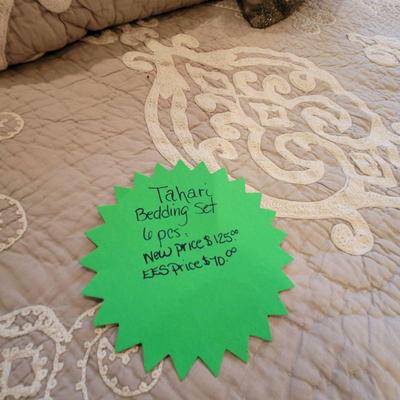 Tahari
Bedding Set
6 pcs.
New Price $125.00
EES Price $70.00